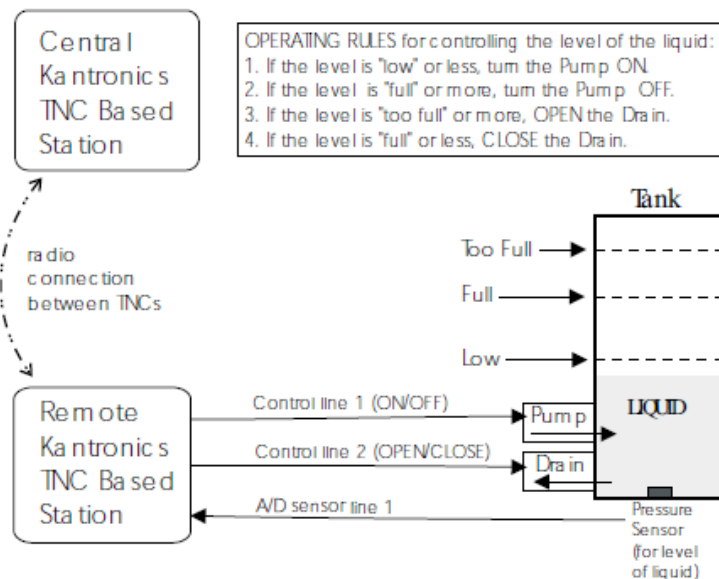 Central
Kantronics
TNC Based
Station
OPERATING RULES for controlling the level of the liquid:
1. If the level is "low" or less, turn the Pump ON.
2. If the level is "full" or more, turn the Pump OFF.
3. If the level is "too full" or more, OPEN the Drain.
4. If the level is "full" or less, CLOSE the Drain.
Tank
radio
connection
between TNCs
Too Full
Full
Low
Remote
Kantronics
TNC Based
Station
Control line 1 (ON/OFF)
Pump
LIQUID
Control line 2 (OPEN/CLOSE)
Drain
A/D sensor line 1
Pressure
Sensor
(for level
of liquid)